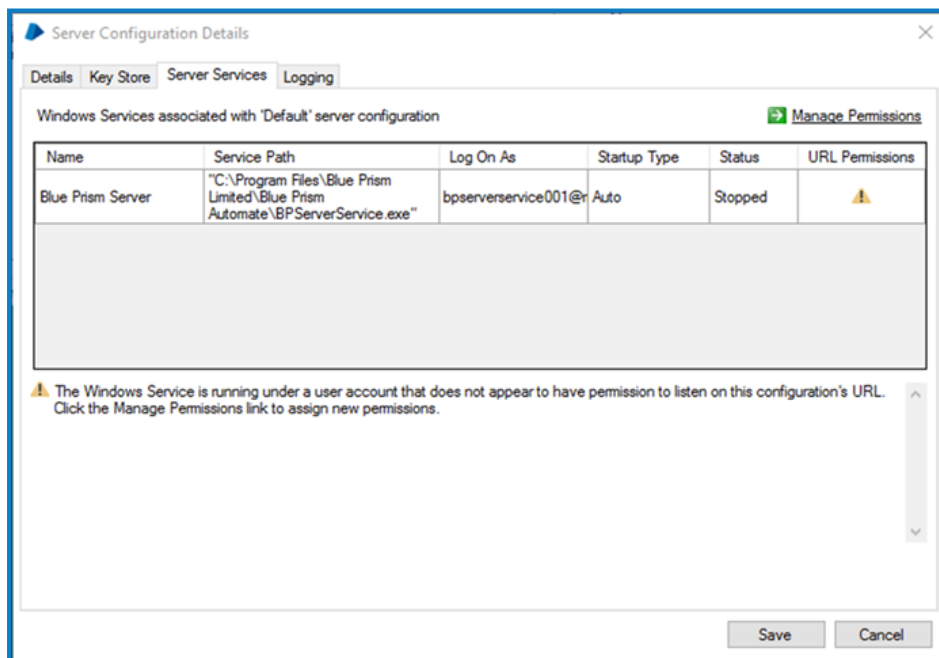 Server Configuration Details
Details Key Store Server Services Logging
Windows Services associated with 'Default' server configuration Manage Permissions
Name Service Path Log On As Startup Type Status URL Permissions
"C:\Program Files\Blue Prism
Blue Prism Server Limited\Blue Prism bpserverservice001@r Auto Stopped
Automate\BPServerService.exe"
The Windows Service is running under a user account that does not appear to have permission to listen on this configuration's URL.
Click the Manage Permissions link to assign new permissions.
Save Cancel